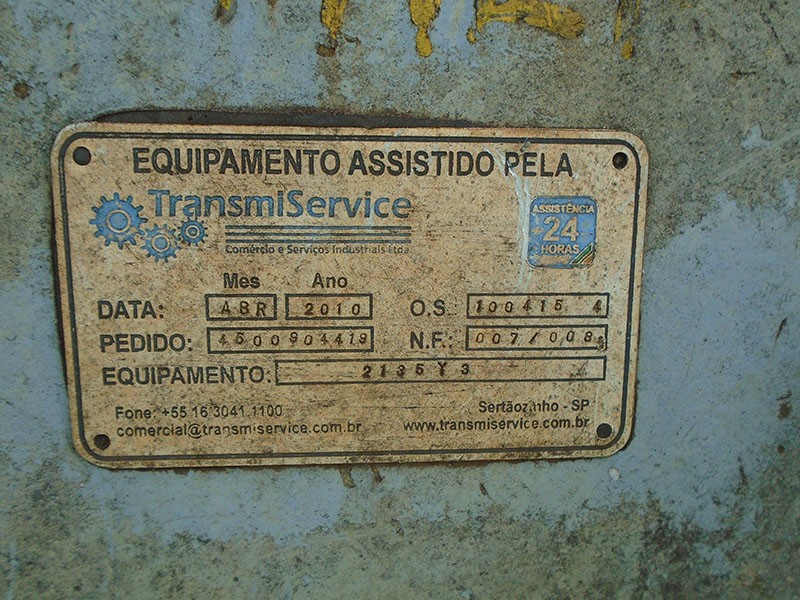 EQUIPAMENTO ASSISTIDO PELA
TransmiService
Comércio e Serviços Industriais Ltda
ASSISTÊNCIA
24
HORAS
Mes Ano
DATA: ABR 2010 O.S. 100415 4
PEDIDO: 4500904419 N.F.: 007/008
EQUIPAMENTO: 2135Y3
Fone: +55 16 3041.1100 Sertãozinho - SP
comercial@transmiservice.com.br www.transmiservice.com.br